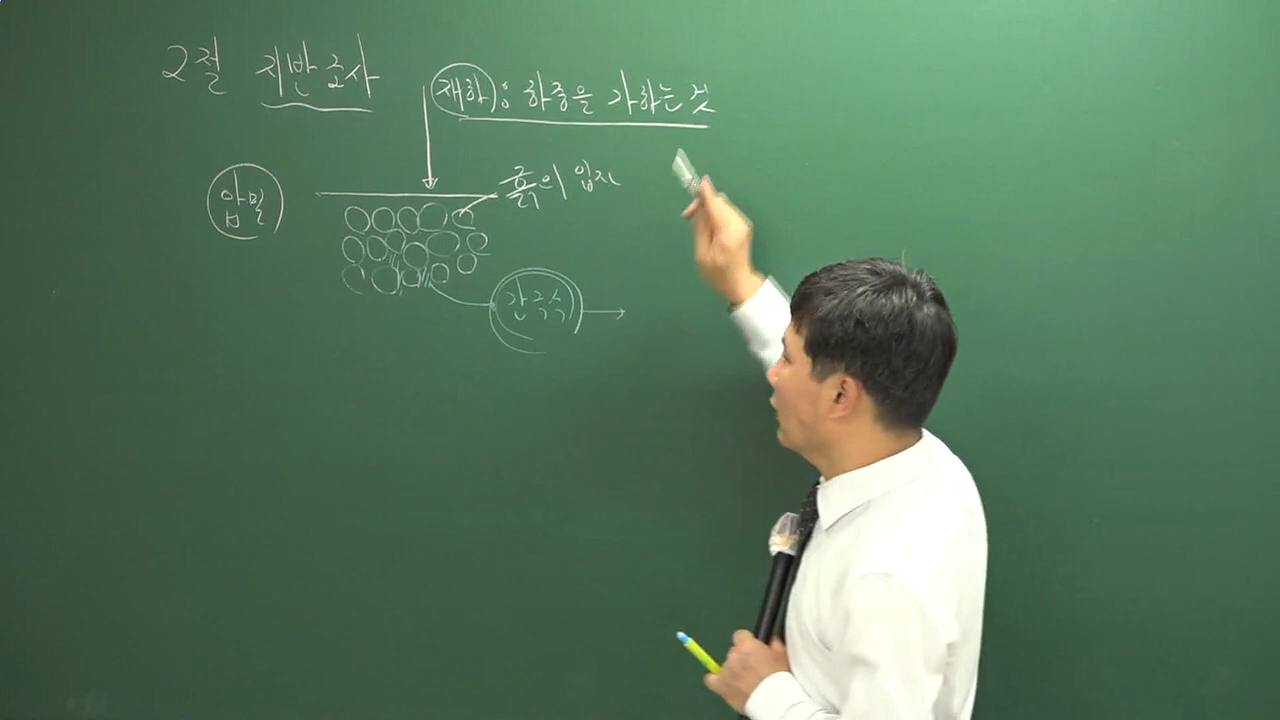 2절 지반조사
재하 : 하중을 가하는 것
압밀
흙의 입자
간극수